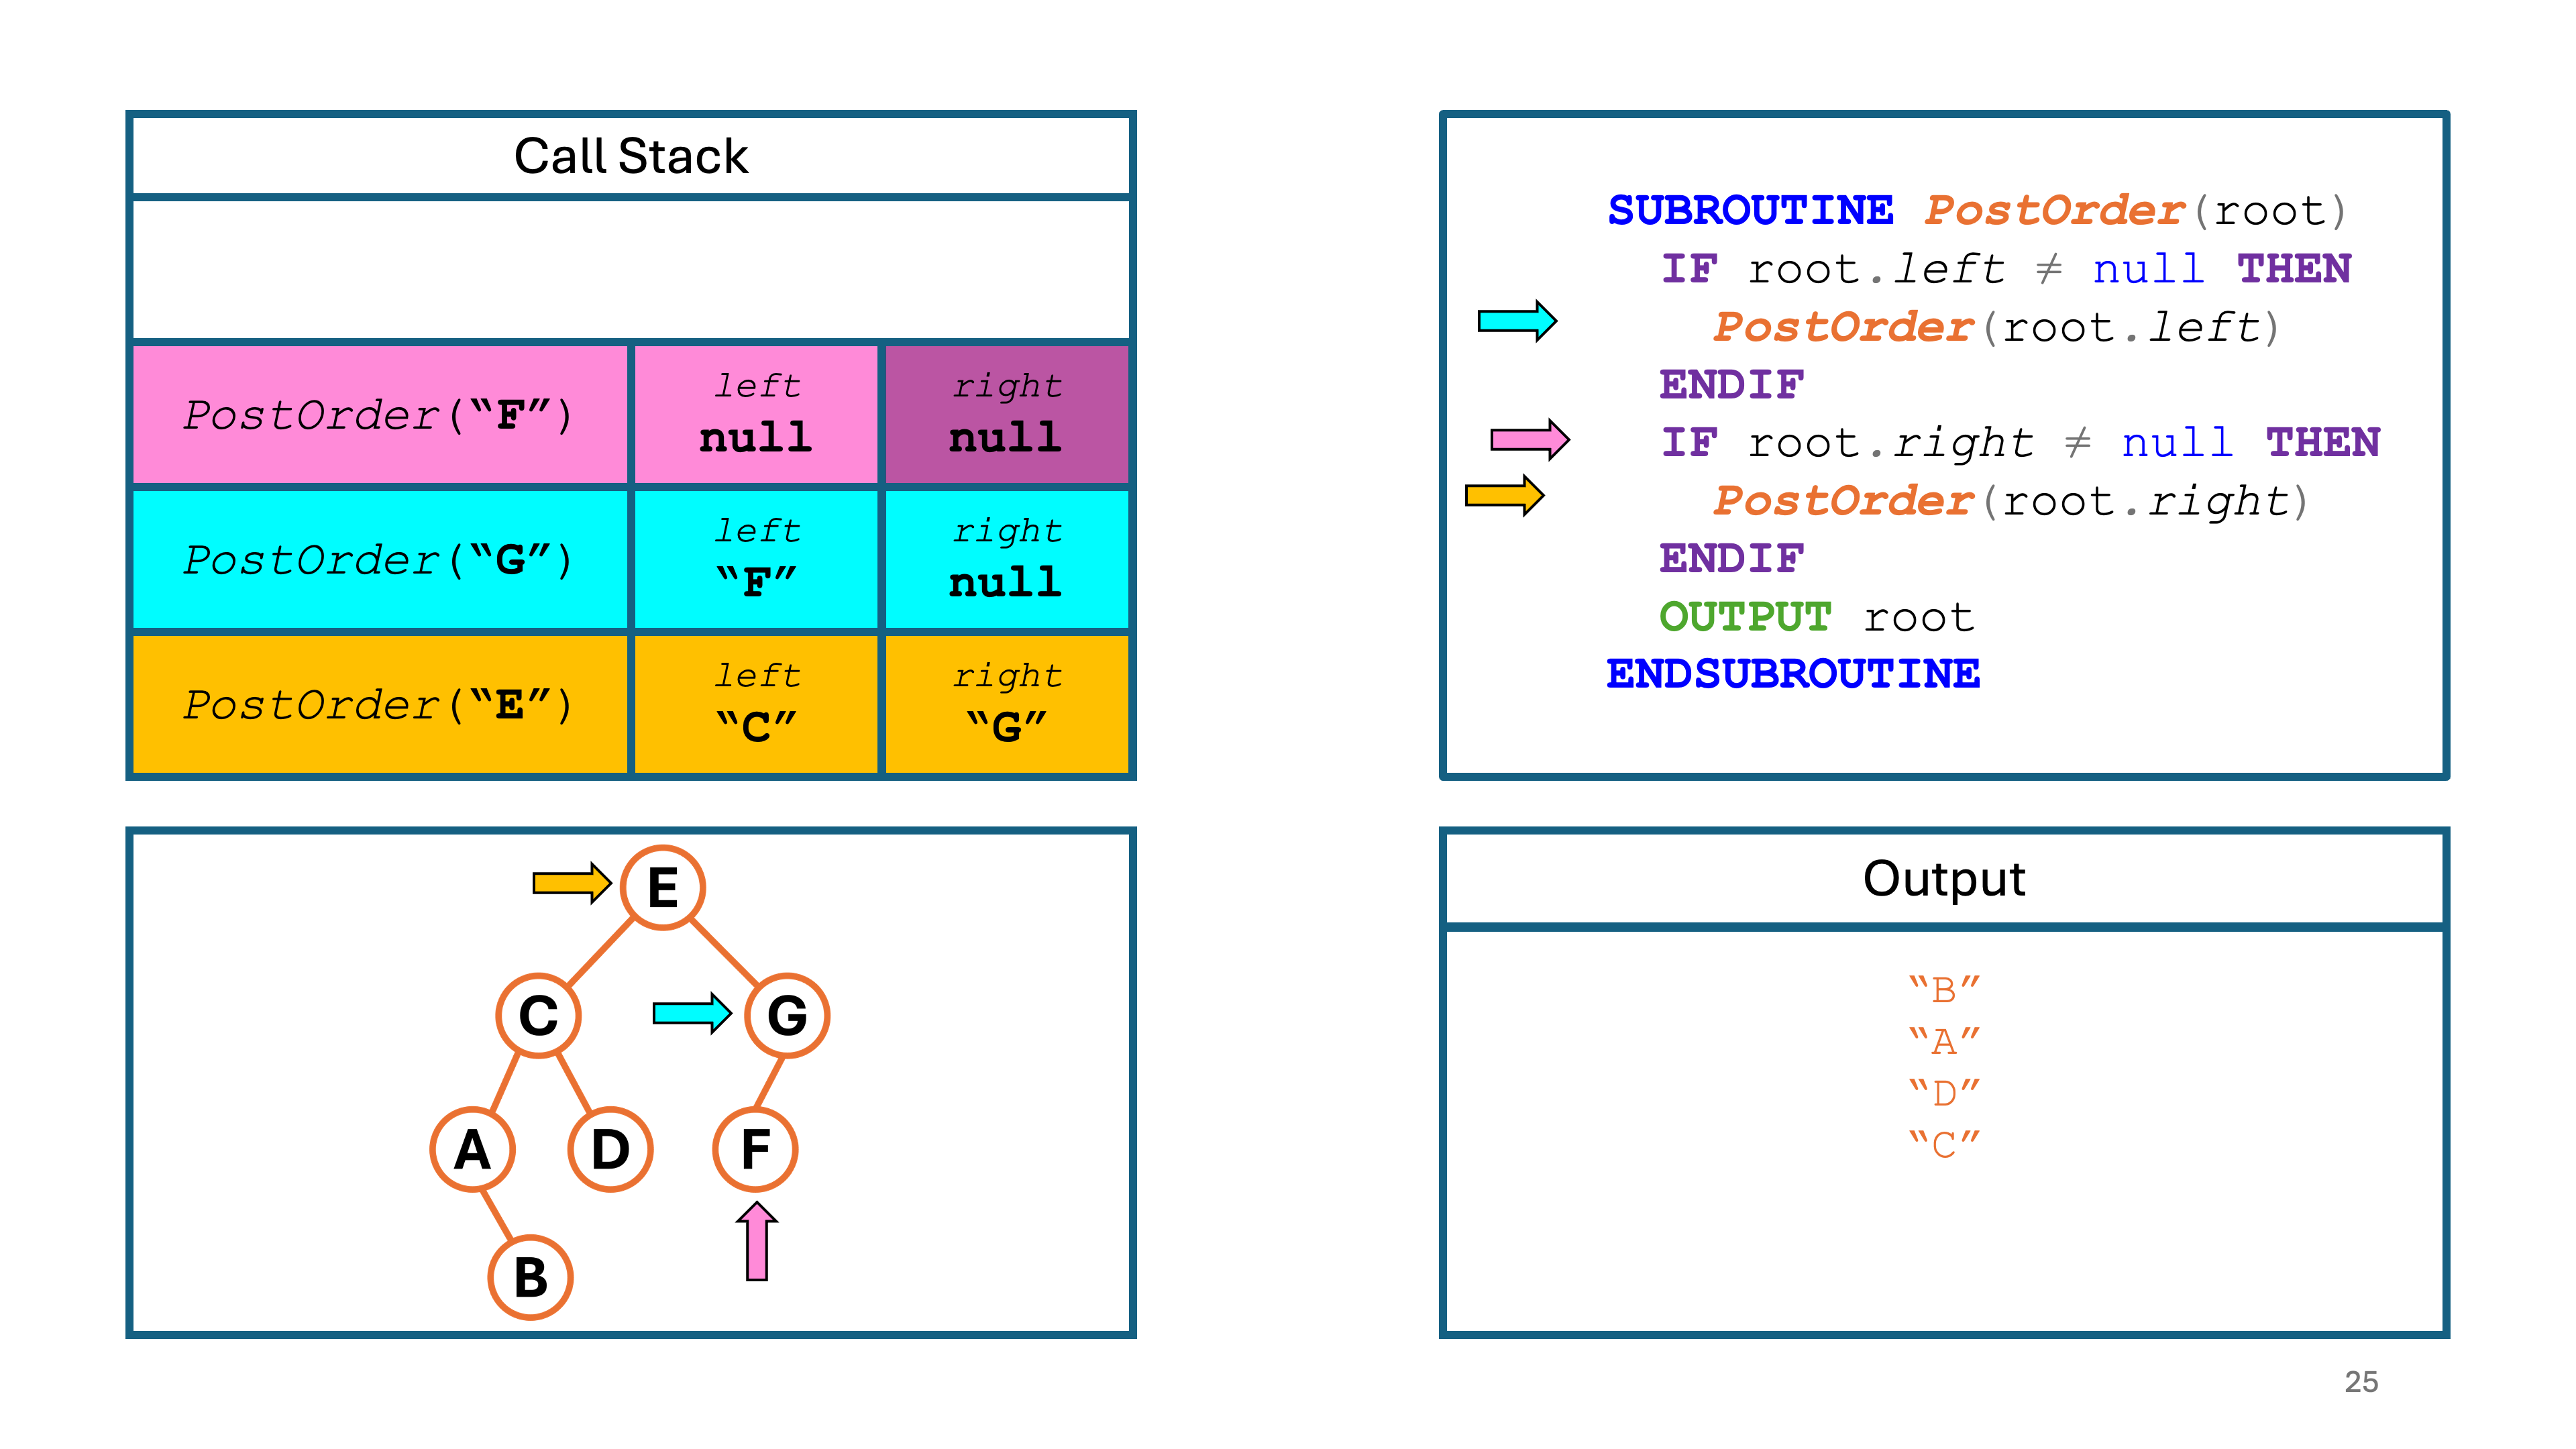 Call Stack
PostOrder(“F”)
left
null
right
null
PostOrder(“G”)
left
“F”
right
null
PostOrder(“E”)
left
“C”
right
“G”
SUBROUTINE PostOrder(root)
IF root.left ≠ null THEN
PostOrder(root.left)
ENDIF
IF root.right ≠ null THEN
PostOrder(root.right)
ENDIF
OUTPUT root
ENDSUBROUTINE
E
C
G
A
D
F
B
Output
“B”
“A”
“D”
“C”
25